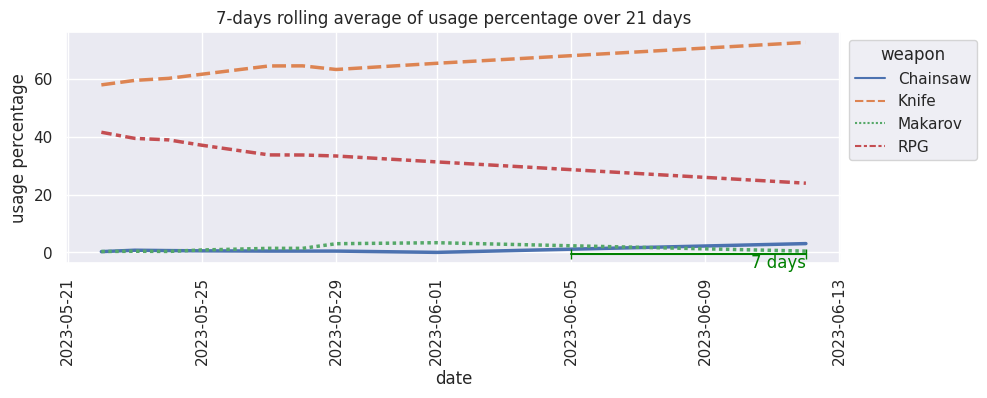 7-days rolling average of usage percentage over 21 days
usage percentage
60
40
20
0
7 days
2023-05-21
2023-05-25
2023-05-29
2023-06-01
2023-06-05
2023-06-09
2023-06-13
date
weapon
Chainsaw
Knife
Makarov
RPG